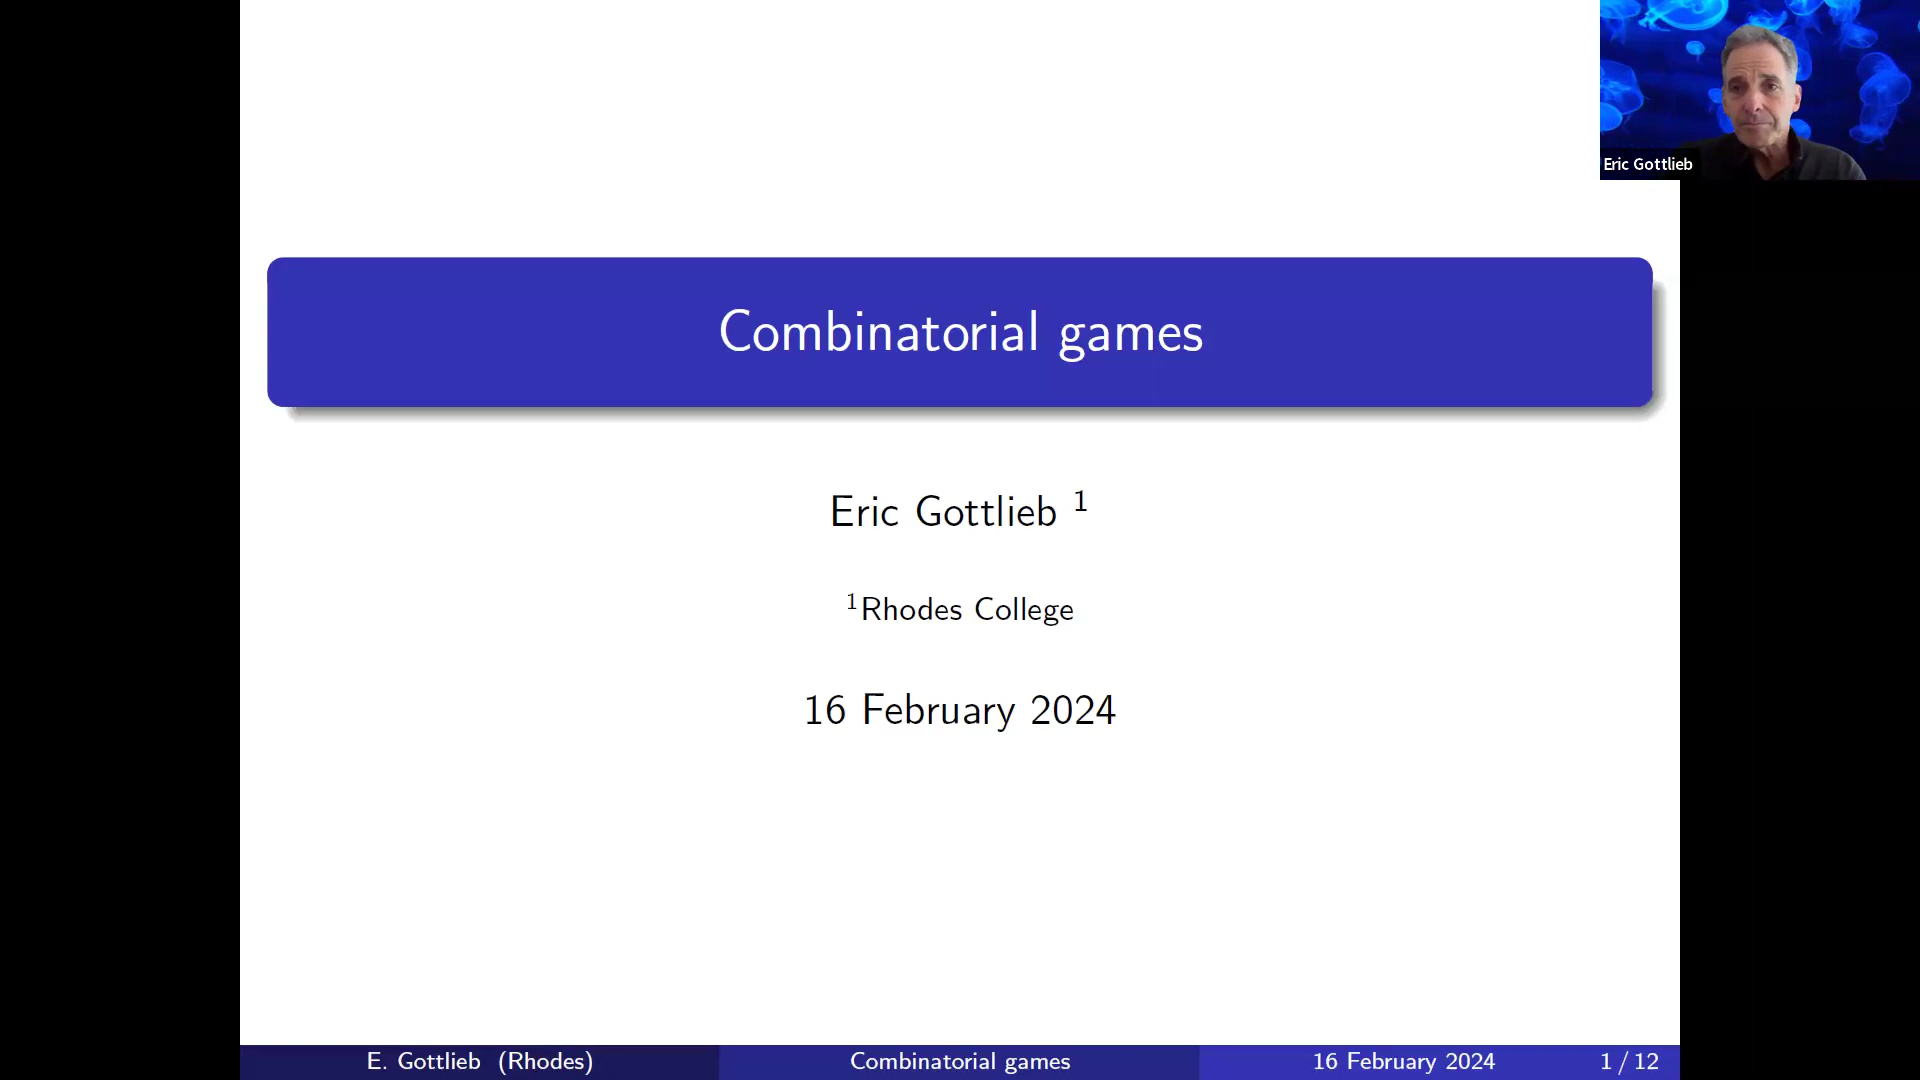 Eric Gottlieb
Combinatorial games
Eric Gottlieb 1
1Rhodes College
16 February 2024
E. Gottlieb (Rhodes) Combinatorial games 16 February 2024 1 / 12